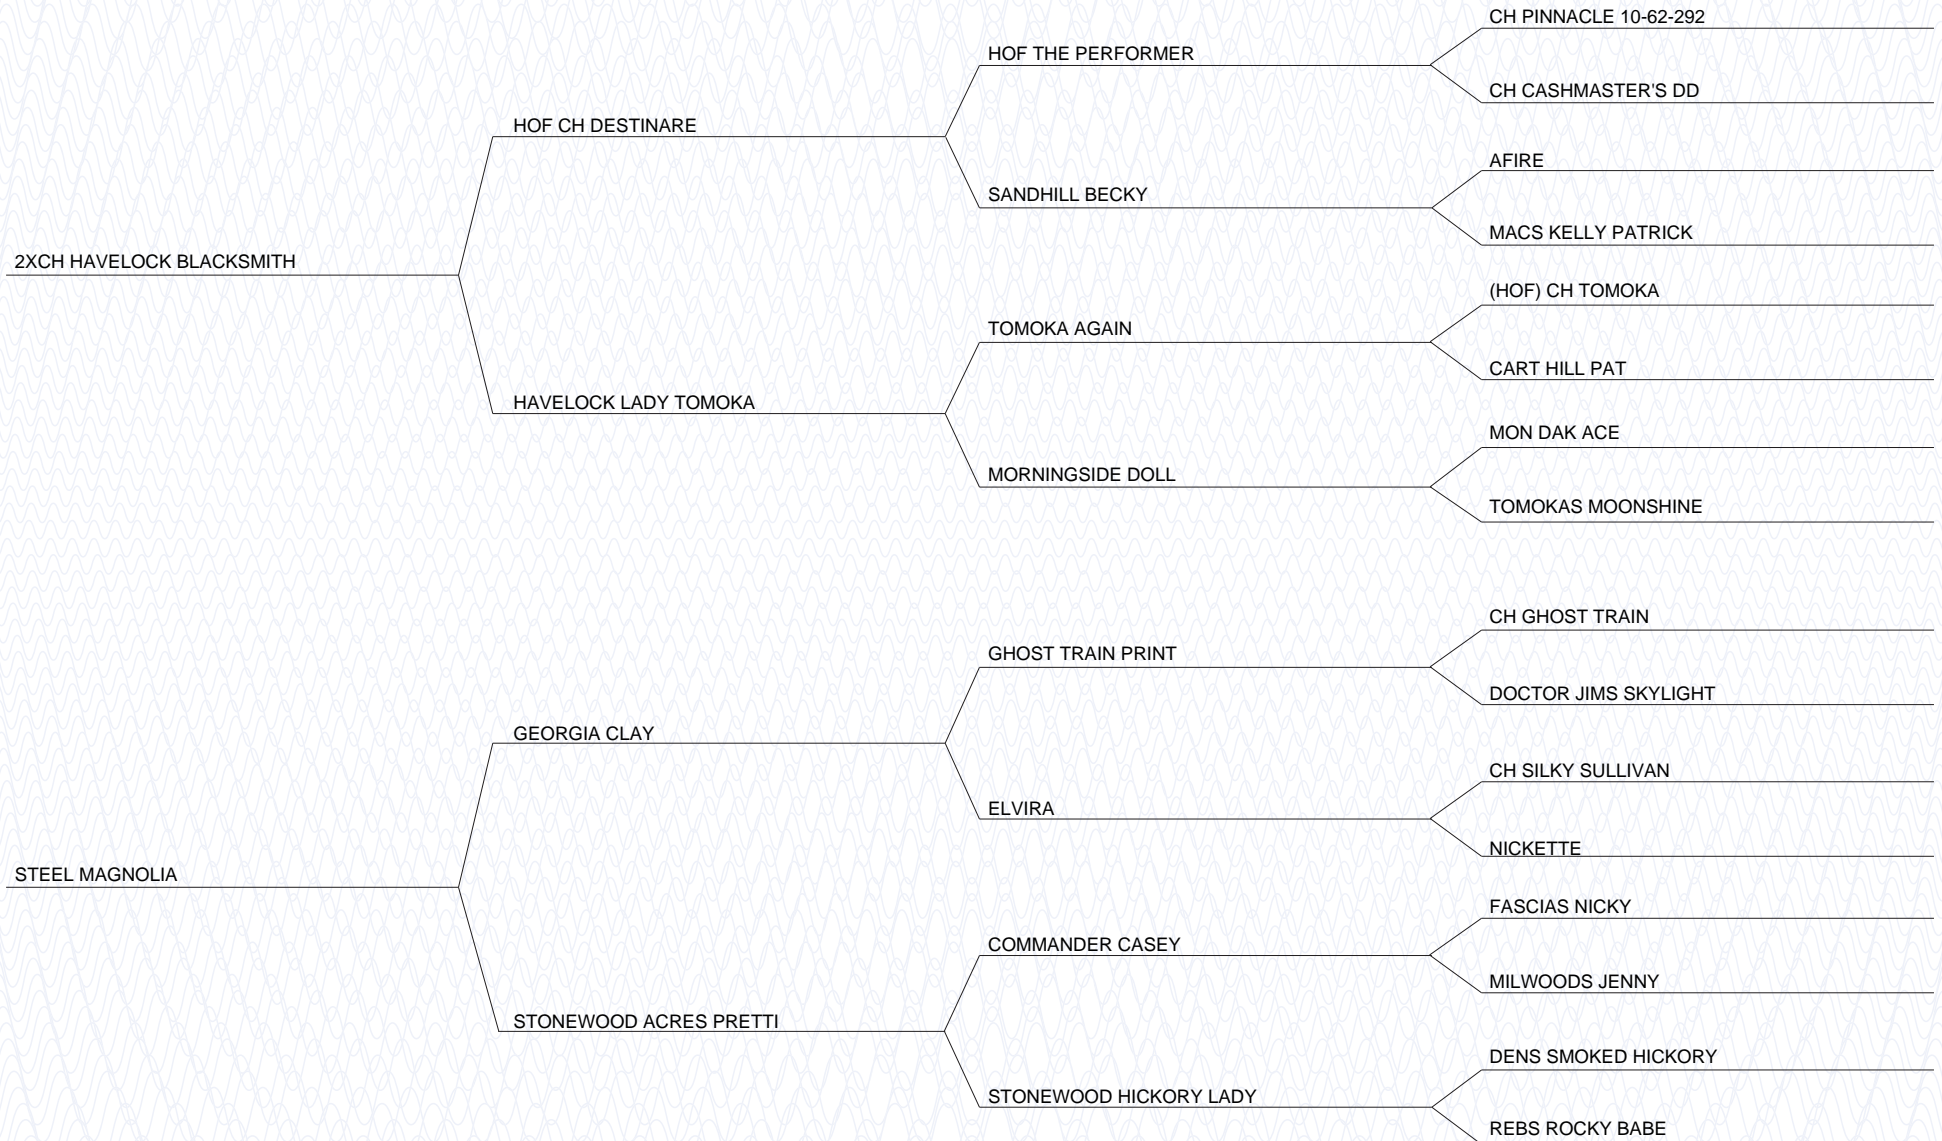 CH PINNACLE 10-62-292
HOF THE PERFORMER
CH CASHMASTER'S DD
HOF CH DESTINARE
AFIRE
SANDHILL BECKY
MACS KELLY PATRICK
2XCH HAVELOCK BLACKSMITH
(HOF) CH TOMOKA
TOMOKA AGAIN
CART HILL PAT
HAVELOCK LADY TOMOKA
MON DAK ACE
MORNINGSIDE DOLL
TOMOKAS MOONSHINE
CH GHOST TRAIN
GHOST TRAIN PRINT
DOCTOR JIMS SKYLIGHT
GEORGIA CLAY
CH SILKY SULLIVAN
ELVIRA
NICKETTE
STEEL MAGNOLIA
FASCIAS NICKY
COMMANDER CASEY
MILWOODS JENNY
STONEWOOD ACRES PRETTI
DENS SMOKED HICKORY
STONEWOOD HICKORY LADY
REBS ROCKY BABE